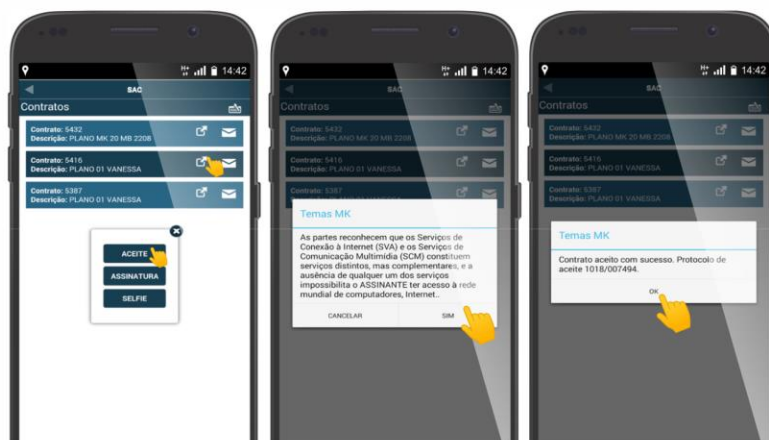 14:42
SAC
Contratos
Contrato: 5432
Descrição: PLANO MK 20 MB 2208
Contrato: 5416
Descrição: PLANO 01 VANESSA
Contrato: 5387
Descrição: PLANO 01 VANESSA
ACEITE
ASSINATURA
SELFIE
14:42
SAC
Contratos
Contrato: 5432
Descrição: PLANO MK 20 MB 2208
Contrato: 5416
Descrição: PLANO 01 VANESSA
Contrato: 5387
Temas MK
As partes reconhecem que os Serviços de
Conexão à Internet (SVA) e os Serviços de
Comunicação Multimídia (SCM) constituem
serviços distintos, mas complementares, e a
ausência de qualquer um dos serviços
impossibilita o ASSINANTE ter acesso à rede
mundial de computadores, Internet..
CANCELAR
SIM
14:42
SAC
Contratos
Contrato: 5432
Descrição: PLANO MK 20 MB 2208
Contrato: 5416
Descrição: PLANO 01 VANESSA
Contrato: 5387
Descrição: PLANO 01 VANESSA
Temas MK
Contrato aceito com sucesso. Protocolo de
aceite 1018/007494.
OK